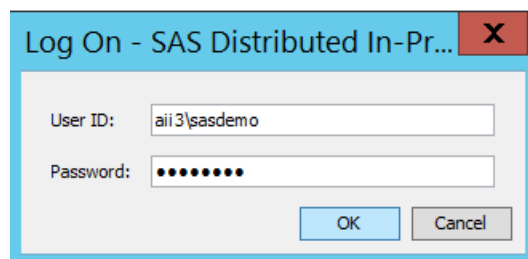 Log On - SAS Distributed In-Pr... X
User ID: aii3\sasdemo
Password: ●●●●●●●●
OK Cancel